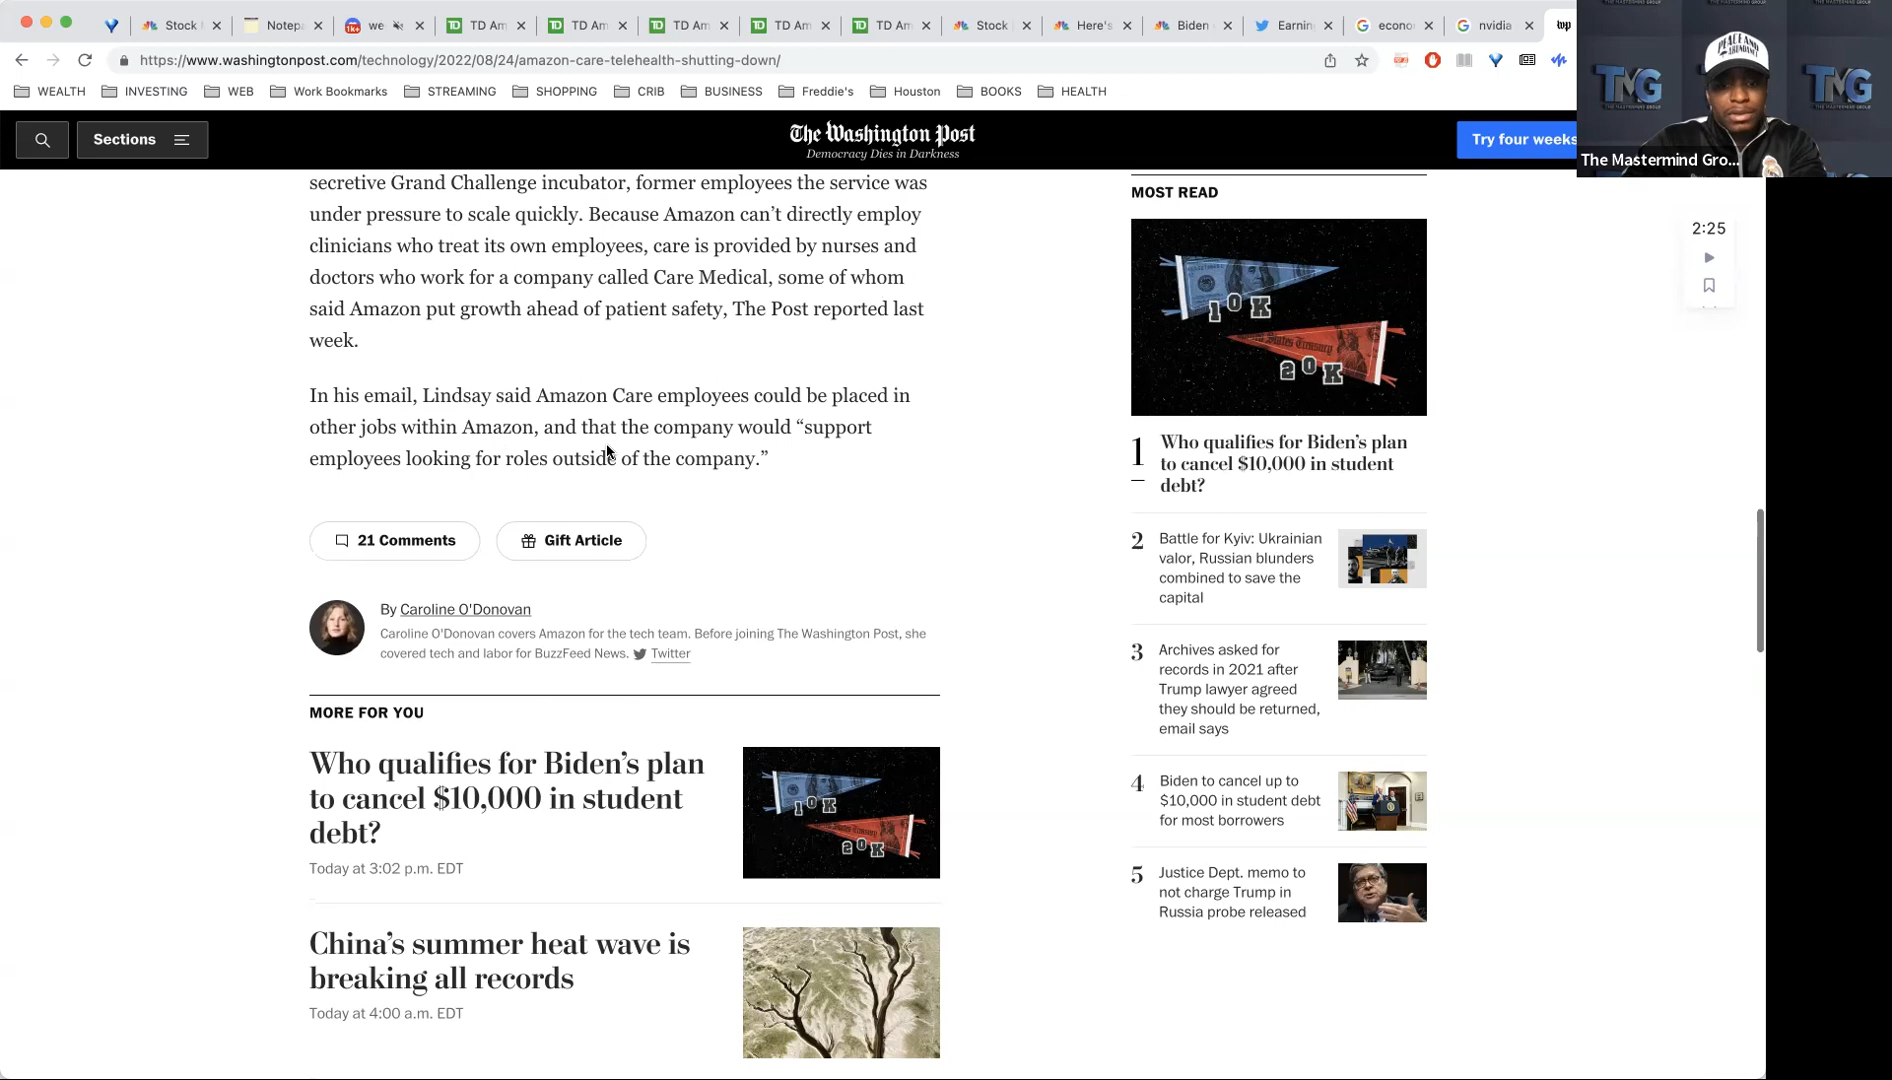 Stock
Notep
we
TD Am
TD Am
TD Am
TD Am
TD Am
Stock
Here's
Biden
Earnin
econo
nvidia
https://www.washingtonpost.com/technology/2022/08/24/amazon-care-telehealth-shutting-down/
WEALTH
INVESTING
WEB
Work Bookmarks
STREAMING
SHOPPING
CRIB
BUSINESS
Freddie's
Houston
BOOKS
HEALTH
PEACE AND
ABUNDANCE
TMG
TMG
The Mastermind Gro...
Sections
The Washington Post
Democracy Dies in Darkness
Try four weeks
secretive Grand Challenge incubator, former employees the service was
under pressure to scale quickly. Because Amazon can’t directly employ
clinicians who treat its own employees, care is provided by nurses and
doctors who work for a company called Care Medical, some of whom
said Amazon put growth ahead of patient safety, The Post reported last
week.
In his email, Lindsay said Amazon Care employees could be placed in
other jobs within Amazon, and that the company would “support
employees looking for roles outside of the company.”
21 Comments
Gift Article
By Caroline O'Donovan
Caroline O'Donovan covers Amazon for the tech team. Before joining The Washington Post, she
covered tech and labor for BuzzFeed News. Twitter
MORE FOR YOU
Who qualifies for Biden’s plan
to cancel $10,000 in student
debt?
Today at 3:02 p.m. EDT
10K
20K
China’s summer heat wave is
breaking all records
Today at 4:00 a.m. EDT
MOST READ
10K
20K
1
Who qualifies for Biden’s plan
to cancel $10,000 in student
debt?
2
Battle for Kyiv: Ukrainian
valor, Russian blunders
combined to save the
capital
3
Archives asked for
records in 2021 after
Trump lawyer agreed
they should be returned,
email says
4
Biden to cancel up to
$10,000 in student debt
for most borrowers
5
Justice Dept. memo to
not charge Trump in
Russia probe released
2:25